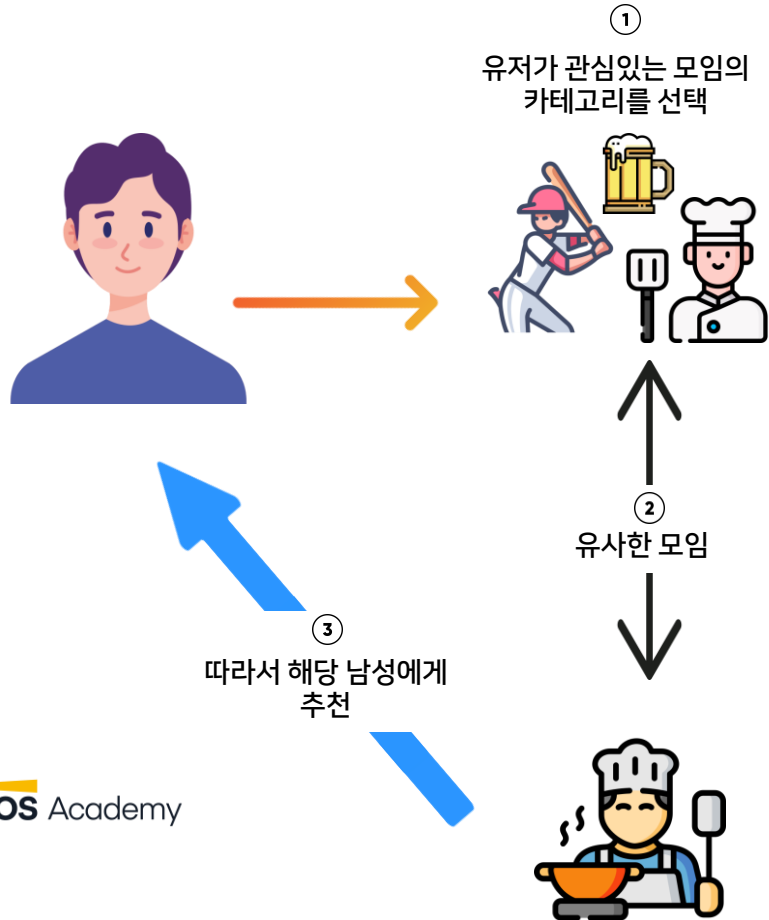 1
유저가 관심있는 모임의
카테고리를 선택
2
유사한 모임
3
따라서 해당 남성에게
추천
OS Academy